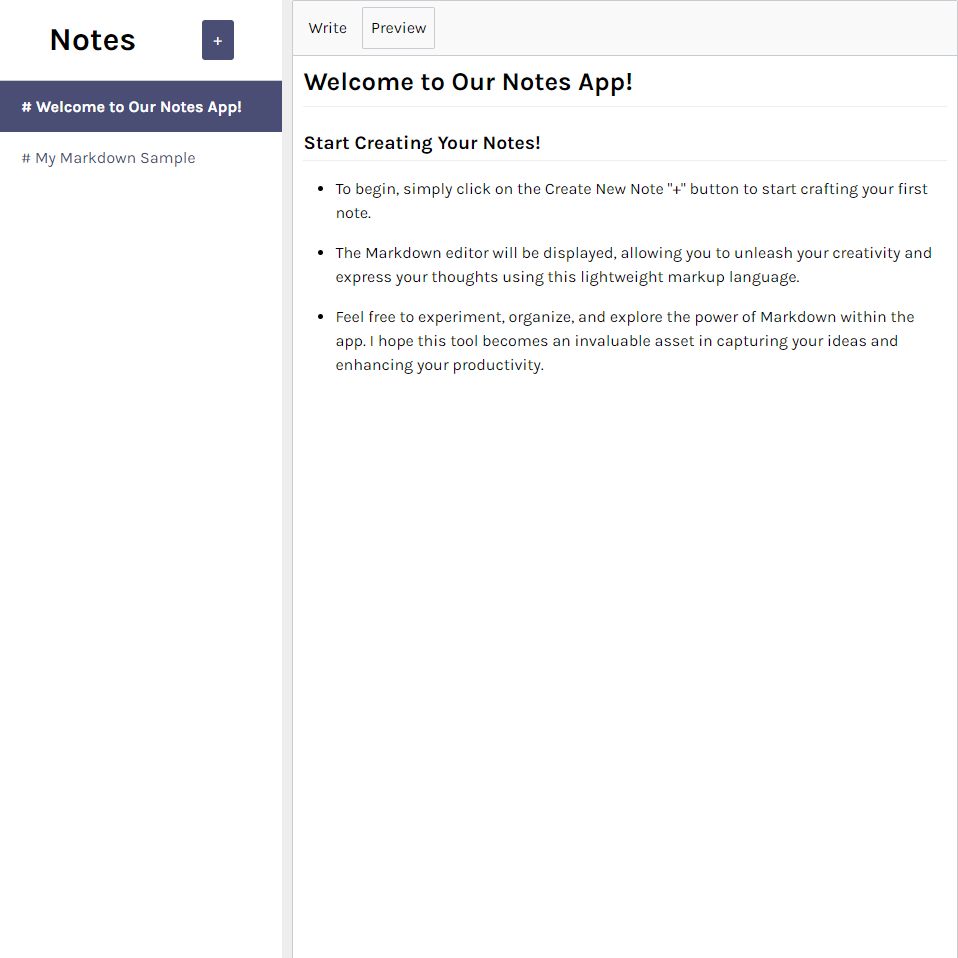 Notes
+
# Welcome to Our Notes App!
# My Markdown Sample
Write Preview
Welcome to Our Notes App!
Start Creating Your Notes!
To begin, simply click on the Create New Note "+" button to start crafting your first
note.
The Markdown editor will be displayed, allowing you to unleash your creativity and
express your thoughts using this lightweight markup language.
Feel free to experiment, organize, and explore the power of Markdown within the
app. I hope this tool becomes an invaluable asset in capturing your ideas and
enhancing your productivity.